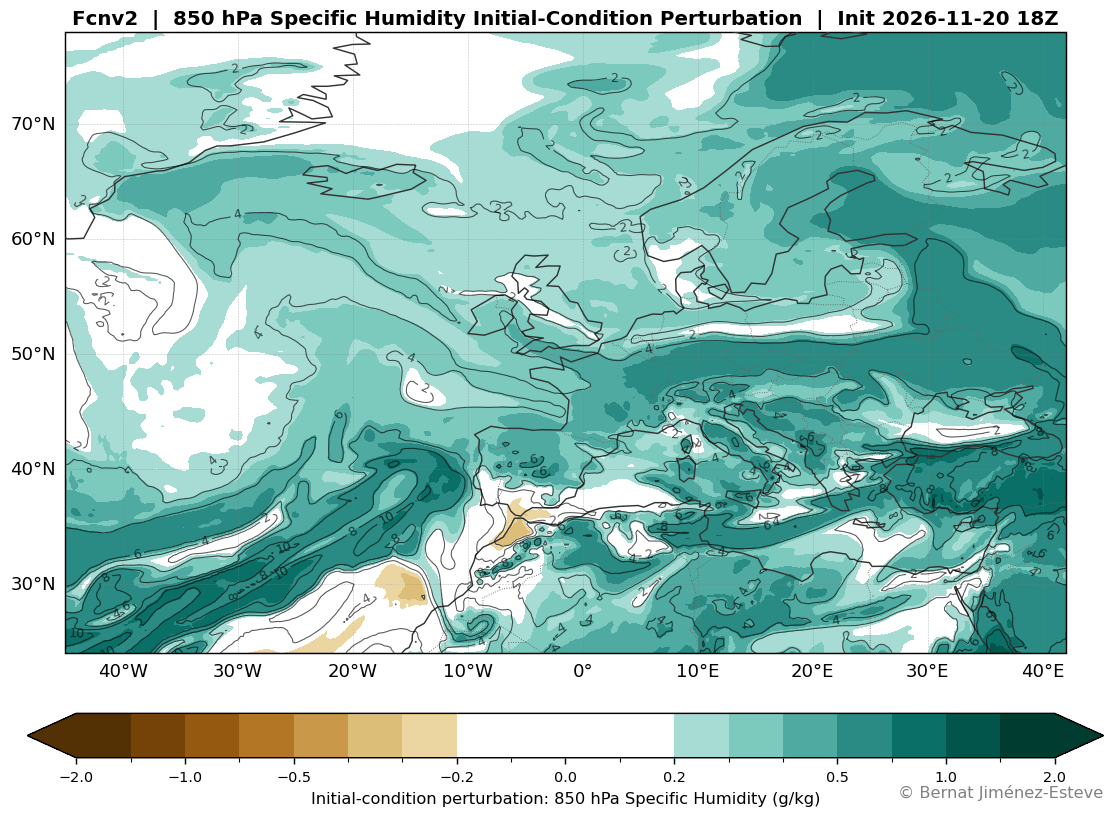 Fcnv2 | 850 hPa Specific Humidity Initial-Condition Perturbation | Init 2026-11-20 18Z
70°N
60°N
50°N
40°N
30°N
40°W 30°W 20°W 10°W 0° 10°E 20°E 30°E 40°E
−2.0 −1.0 −0.5 −0.2 0.0 0.2 0.5 1.0 2.0
Initial-condition perturbation: 850 hPa Specific Humidity (g/kg)
© Bernat Jiménez-Esteve